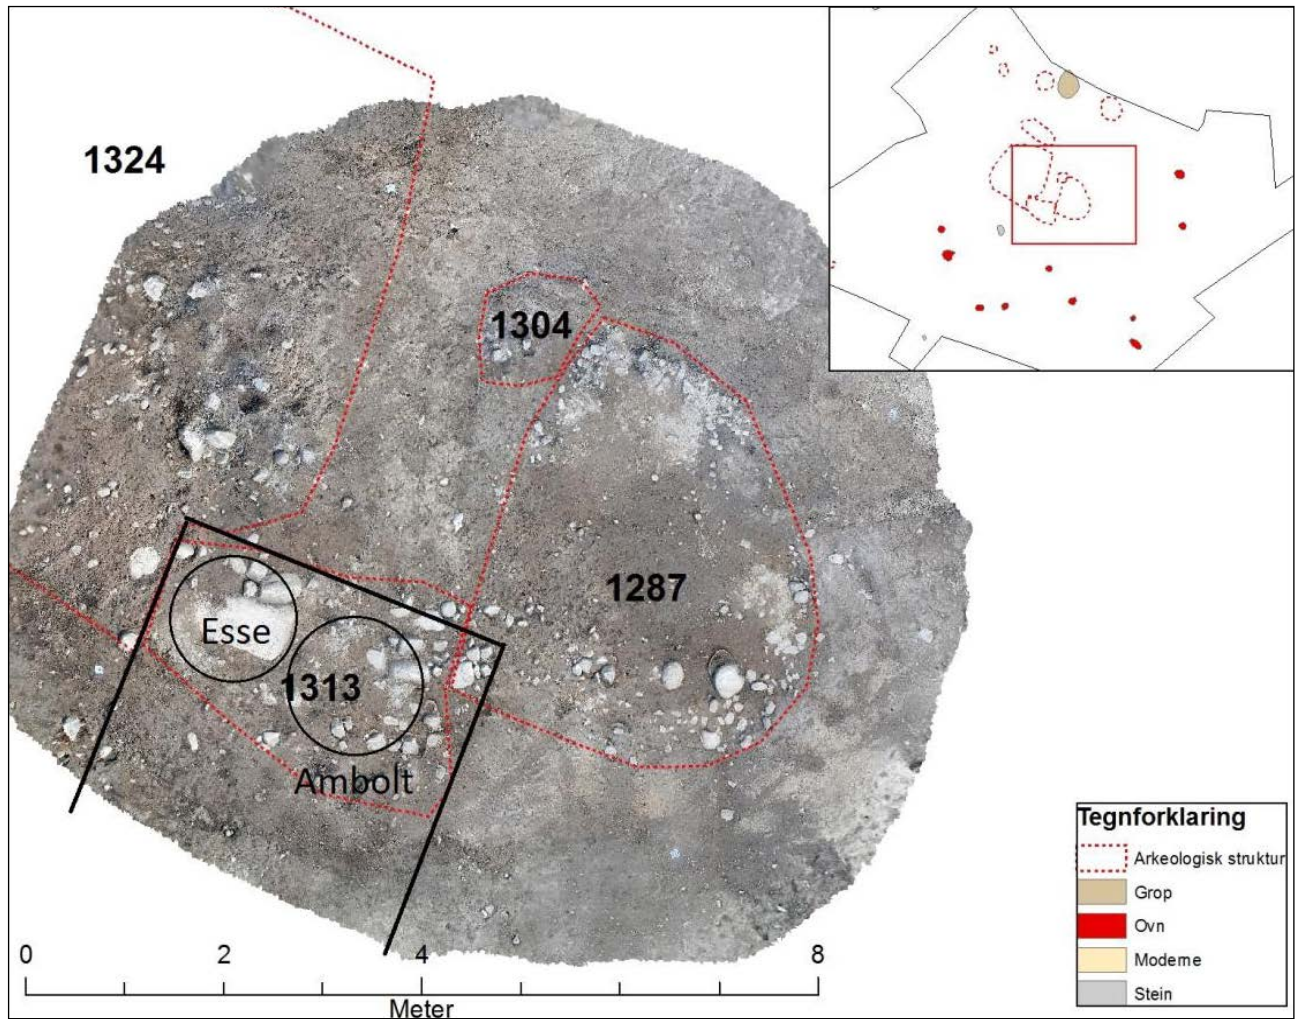 1324
1304
1287
Esse
1313
Ambolt
Tegnforklaring
Arkeologisk struktur
Grop
Ovn
Moderne
Stein
0 2 4 8
Meter